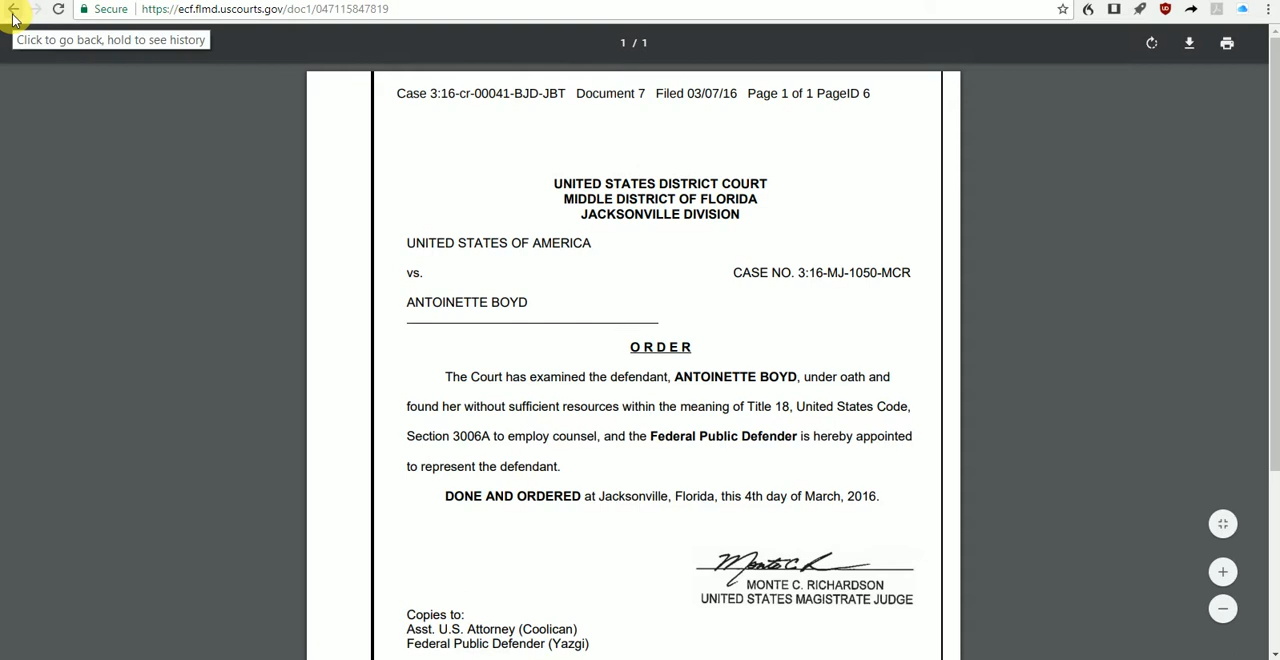 Secure https://ecf.flmd.uscourts.gov/doc1/047115847819
Click to go back, hold to see history
1 / 1
Case 3:16-cr-00041-BJD-JBT Document 7 Filed 03/07/16 Page 1 of 1 PageID 6
UNITED STATES DISTRICT COURT
MIDDLE DISTRICT OF FLORIDA
JACKSONVILLE DIVISION
UNITED STATES OF AMERICA
vs. CASE NO. 3:16-MJ-1050-MCR
ANTOINETTE BOYD
O R D E R
The Court has examined the defendant, ANTOINETTE BOYD, under oath and
found her without sufficient resources within the meaning of Title 18, United States Code,
Section 3006A to employ counsel, and the Federal Public Defender is hereby appointed
to represent the defendant.
DONE AND ORDERED at Jacksonville, Florida, this 4th day of March, 2016.
MONTE C. RICHARDSON
UNITED STATES MAGISTRATE JUDGE
Copies to:
Asst. U.S. Attorney (Coolican)
Federal Public Defender (Yazgi)